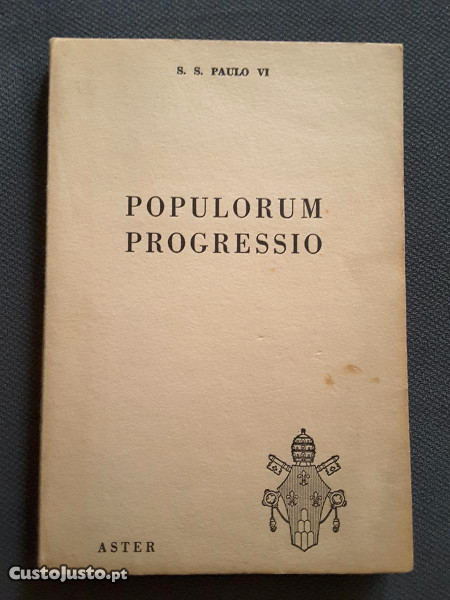 S. S. PAULO VI
POPULORUM
PROGRESSIO
ASTER
CustoJusto.pt